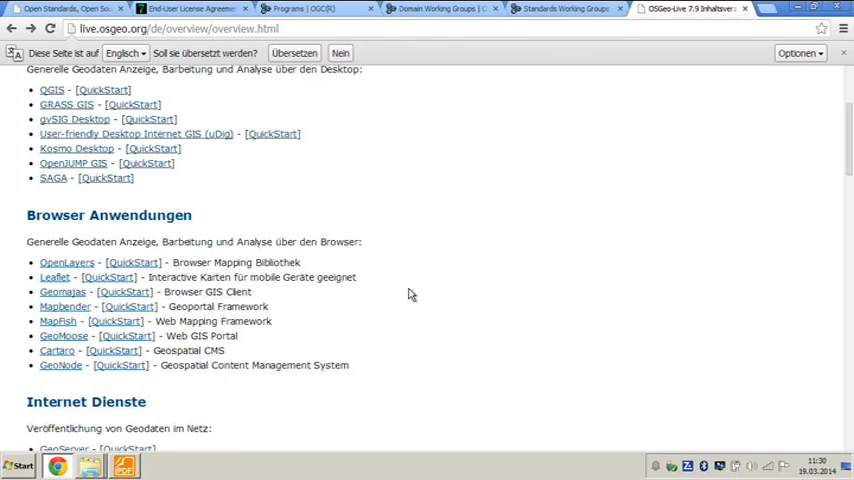 Open Standards, Open Sou
End-User License Agreeme
Programs | OGC(R)
Domain Working Groups | O
Standards Working Groups
OSGeo-Live 7.9 Inhaltsverz
live.osgeo.org/de/overview/overview.html
Diese Seite ist auf Englisch Soll sie übersetzt werden? Übersetzen Nein Optionen
Generelle Geodaten Anzeige, Barbeitung und Analyse über den Desktop:
QGIS - [QuickStart]
GRASS GIS - [QuickStart]
gvSIG Desktop - [QuickStart]
User-friendly Desktop Internet GIS (uDig) - [QuickStart]
Kosmo Desktop - [QuickStart]
OpenJUMP GIS - [QuickStart]
SAGA - [QuickStart]
Browser Anwendungen
Generelle Geodaten Anzeige, Barbeitung und Analyse über den Browser:
OpenLayers - [QuickStart] - Browser Mapping Bibliothek
Leaflet - [QuickStart] - Interactive Karten für mobile Geräte geeignet
Geomajas - [QuickStart] - Browser GIS Client
Mapbender - [QuickStart] - Geoportal Framework
MapFish - [QuickStart] - Web Mapping Framework
GeoMoose - [QuickStart] - Web GIS Portal
Cartaro - [QuickStart] - Geospatial CMS
GeoNode - [QuickStart] - Geospatial Content Management System
Internet Dienste
Veröffentlichung von Geodaten im Netz:
GeoServer - [QuickStart]
Start
PDF
11:30
19.03.2014